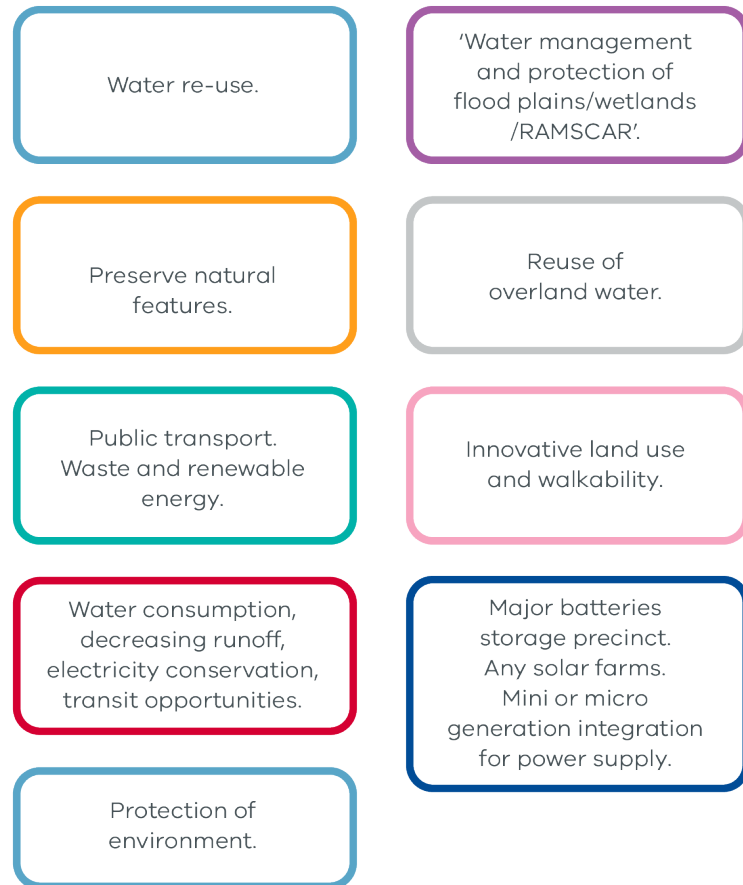 Water re-use.
'Water management
and protection of
flood plains/wetlands
/RAMSCAR'.
Preserve natural
features.
Reuse of
overland water.
Public transport.
Waste and renewable
energy.
Innovative land use
and walkability.
Water consumption,
decreasing runoff,
electricity conservation,
transit opportunities.
Major batteries
storage precinct.
Any solar farms.
Mini or micro
generation integration
for power supply.
Protection of
environment.